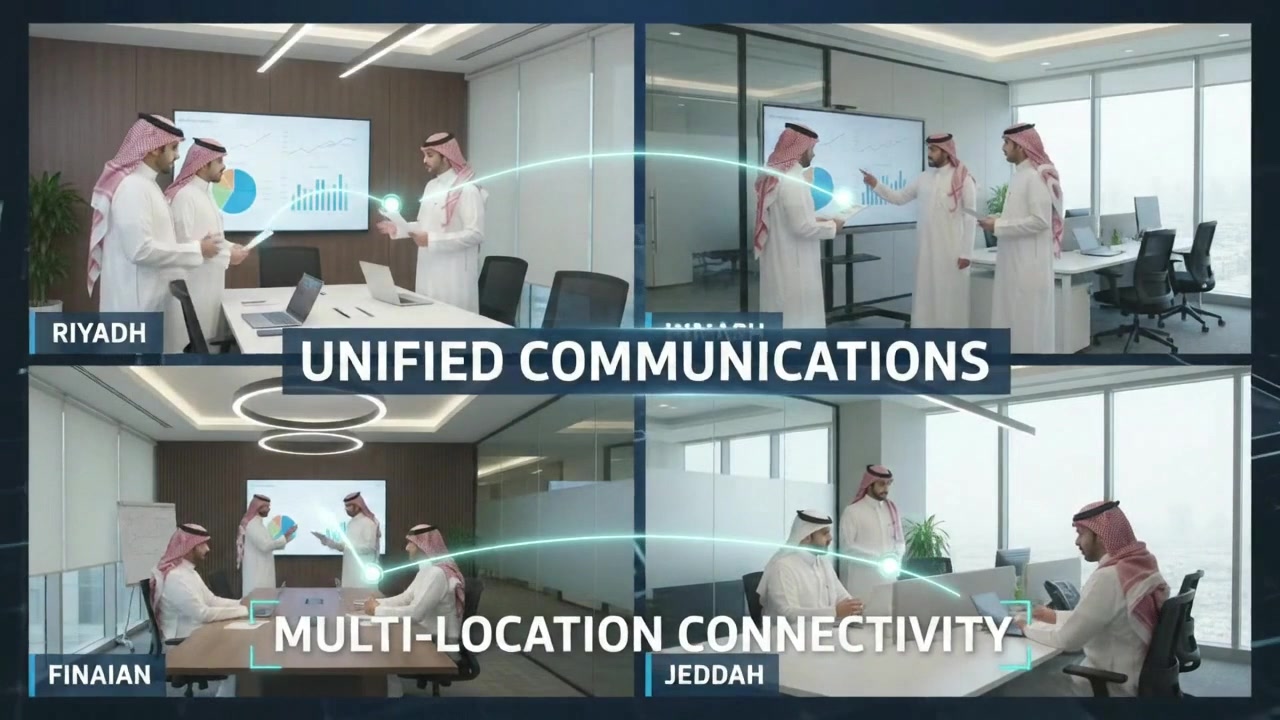 RIYADH
UNIFIED COMMUNICATIONS
MULTI-LOCATION CONNECTIVITY
FINAIAN
JEDDAH